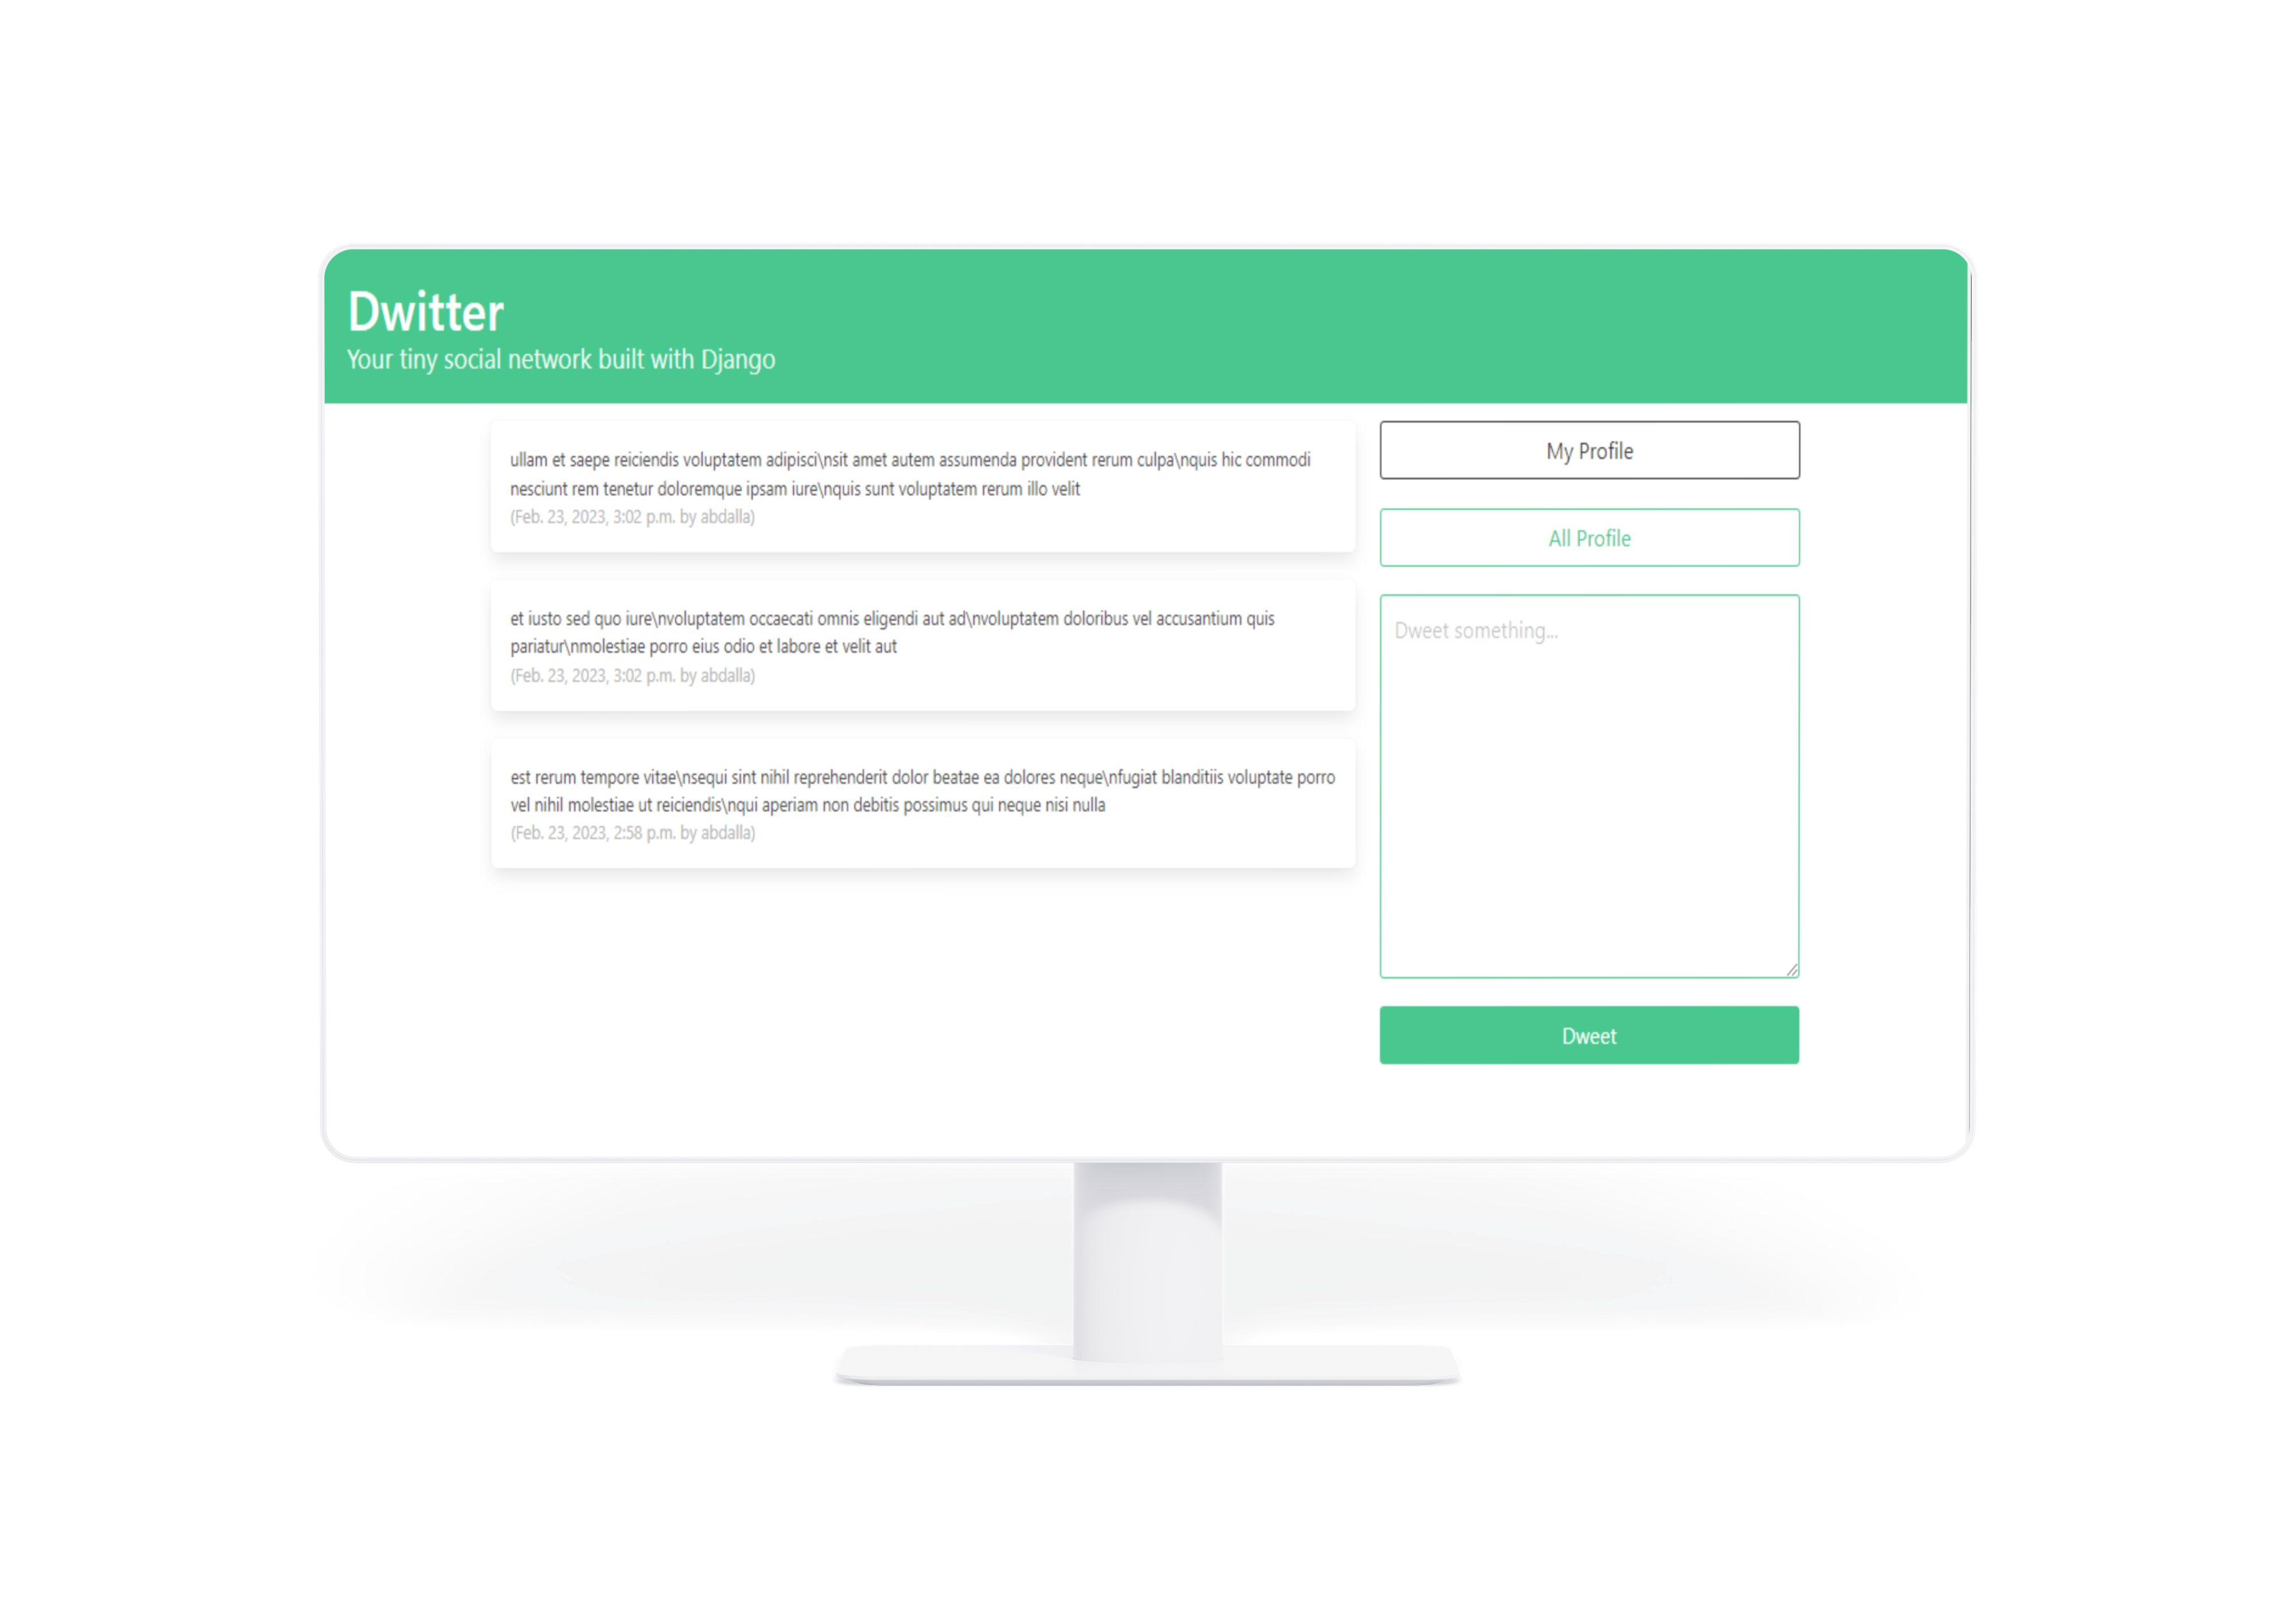 Dwitter
Your tiny social network built with Django
ullam et saepe reiciendis voluptatem adipisci\nsit amet autem assumenda provident rerum culpa\nquis hic commodi
nesciunt rem tenetur doloremque ipsam iure\nquis sunt voluptatem rerum illo velit
(Feb. 23, 2023, 3:02 p.m. by abdalla)
et iusto sed quo iure\nvoluptatem occaecati omnis eligendi aut ad\nvoluptatem doloribus vel accusantium quis
pariatur\nmolestiae porro eius odio et labore et velit aut
(Feb. 23, 2023, 3:02 p.m. by abdalla)
est rerum tempore vitae\nsequi sint nihil reprehenderit dolor beatae ea dolores neque\nfugiat blanditiis voluptate porro
vel nihil molestiae ut reiciendis\nqui aperiam non debitis possimus qui neque nisi nulla
(Feb. 23, 2023, 2:58 p.m. by abdalla)
My Profile
All Profile
Dweet something...
Dweet